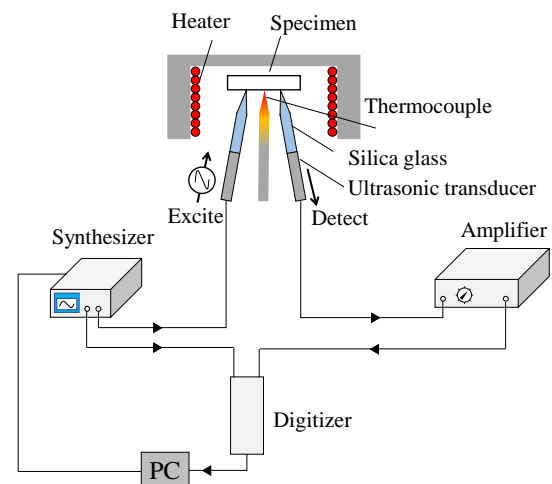 Heater
Specimen
Thermocouple
Silica glass
Ultrasonic transducer
Excite
Detect
Synthesizer
Amplifier
Digitizer
PC